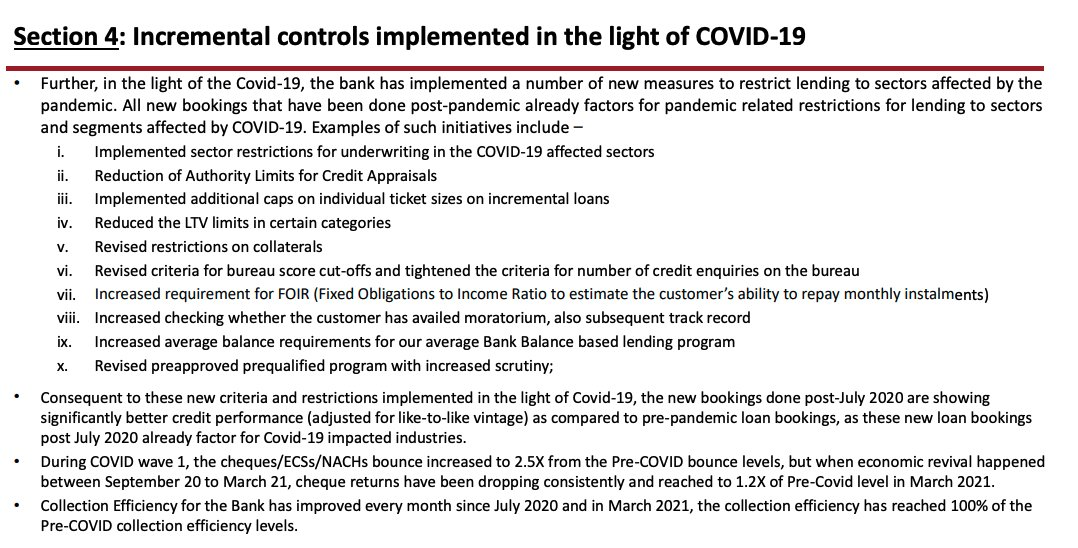 Section 4: Incremental controls implemented in the light of COVID-19
• Further, in the light of the Covid-19, the bank has implemented a number of new measures to restrict lending to sectors affected by the
pandemic. All new bookings that have been done post-pandemic already factors for pandemic related restrictions for lending to sectors
and segments affected by COVID-19. Examples of such initiatives include –
i. Implemented sector restrictions for underwriting in the COVID-19 affected sectors
ii. Reduction of Authority Limits for Credit Appraisals
iii. Implemented additional caps on individual ticket sizes on incremental loans
iv. Reduced the LTV limits in certain categories
v. Revised restrictions on collaterals
vi. Revised criteria for bureau score cut-offs and tightened the criteria for number of credit enquiries on the bureau
vii. Increased requirement for FOIR (Fixed Obligations to Income Ratio to estimate the customer’s ability to repay monthly instalments)
viii. Increased checking whether the customer has availed moratorium, also subsequent track record
ix. Increased average balance requirements for our average Bank Balance based lending program
x. Revised preapproved prequalified program with increased scrutiny;
• Consequent to these new criteria and restrictions implemented in the light of Covid-19, the new bookings done post-July 2020 are showing
significantly better credit performance (adjusted for like-to-like vintage) as compared to pre-pandemic loan bookings, as these new loan bookings
post July 2020 already factor for Covid-19 impacted industries.
• During COVID wave 1, the cheques/ECSs/NACHs bounce increased to 2.5X from the Pre-COVID bounce levels, but when economic revival happened
between September 20 to March 21, cheque returns have been dropping consistently and reached to 1.2X of Pre-Covid level in March 2021.
• Collection Efficiency for the Bank has improved every month since July 2020 and in March 2021, the collection efficiency has reached 100% of the
Pre-COVID collection efficiency levels.